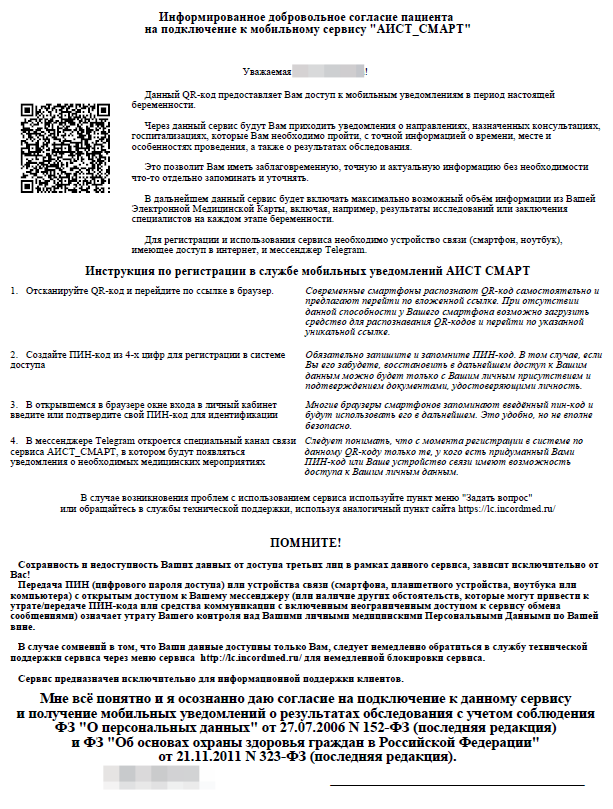 Информированное добровольное согласие пациента
на подключение к мобильному сервису "АИСТ_СМАРТ"
Уважаемая !
Данный QR-код предоставляет Вам доступ к мобильным уведомлениям в период настоящей
беременности.
Через данный сервис будут Вам приходить уведомления о направлениях, назначенных консультациях,
госпитализациях, которые Вам необходимо пройти, с точной информацией о времени, месте и
особенностях проведения, а также о результатах обследования.
Это позволит Вам иметь заблаговременную, точную и актуальную информацию без необходимости
что-то отдельно запоминать и уточнять.
В дальнейшем данный сервис будет включать максимально возможный объём информации из Вашей
Электронной Медицинской Карты, включая, например, результаты исследований или заключения
специалистов на каждом этапе беременности.
Для регистрации и использования сервиса необходимо устройство связи (смартфон, ноутбук),
имеющее доступ в интернет, и мессенджер Telegram.
Инструкция по регистрации в службе мобильных уведомлений АИСТ СМАРТ
1. Отсканируйте QR-код и перейдите по ссылке в браузер.
Современные смартфоны распознают QR-код самостоятельно и
предлагают перейти по вложенной ссылке. При отсутствии
данной способности у Вашего смартфона возможно загрузить
средство для распознавания QR-кодов и перейти по указанной
уникальной ссылке.
2. Создайте ПИН-код из 4-х цифр для регистрации в системе
доступа
Обязательно запишите и запомните ПИН-код. В том случае, если
Вы его забудете, восстановить в дальнейшем доступ к Вашим
данным можно будет только с Вашим личным присутствием и
подтверждением документами, удостоверяющими личность.
3. В открывшемся в браузере окне входа в личный кабинет
введите или подтвердите свой ПИН-код для идентификации
Многие браузеры смартфонов запоминают введённый пин-код и
будут использовать его в дальнейшем. Это удобно, но не вполне
безопасно.
4. В мессенджере Telegram откроется специальный канал связи
сервиса АИСТ_СМАРТ, в котором будут появляться
уведомления о необходимых медицинских мероприятиях
Следует понимать, что с момента регистрации в системе по
данному QR-коду только те, у кого есть придуманный Вами
ПИН-код или Ваше устройство связи имеют возможность
доступа к Вашим личным данным.
В случае возникновения проблем с использованием сервиса используйте пункт меню "Задать вопрос"
или обращайтесь в службы технической поддержки, используя аналогичный пункт сайта https://lc.incordmed.ru/
ПОМНИТЕ!
Сохранность и недоступность Ваших данных от доступа третьих лиц в рамках данного сервиса, зависит исключительно от
Вас!
Передача ПИН (цифрового пароля доступа) или устройства связи (смартфона, планшетного устройства, ноутбука или
компьютера) с открытым доступом к Вашему мессенджеру (или наличие других обстоятельств, которые могут привести к
утрате/передаче ПИН-кода или средства коммуникации с включенным неограниченным доступом к сервису обмена
сообщениями) означает утрату Вашего контроля над Вашими личными медицинскими Персональными Данными по Вашей
вине.
В случае сомнений в том, что Ваши данные доступны только Вам, следует немедленно обратиться в службу технической
поддержки сервиса через меню сервиса http://lc.incordmed.ru/ для немедленной блокировки сервиса.
Сервис предназначен исключительно для информационной поддержки клиентов.
Мне всё понятно и я осознанно даю согласие на подключение к данному сервису
и получение мобильных уведомлений о результатах обследования с учетом соблюдения
ФЗ "О персональных данных" от 27.07.2006 N 152-ФЗ (последняя редакция)
и ФЗ "Об основах охраны здоровья граждан в Российской Федерации"
от 21.11.2011 N 323-ФЗ (последняя редакция).